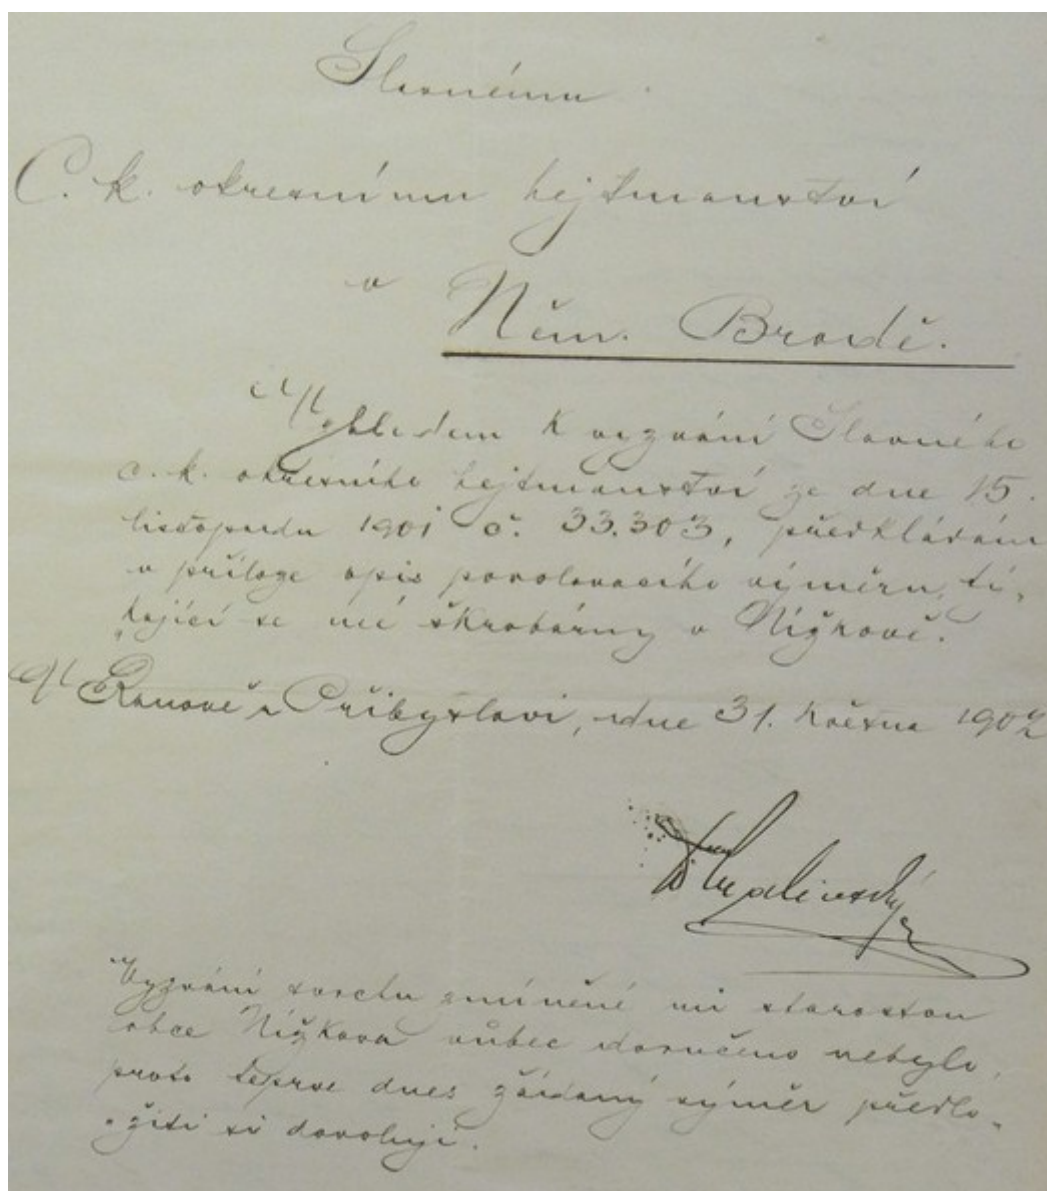 Slavnému
C. k. okresnímu hejtmanství
v
Něm. Brodě.
Vzhledem k vyzvání Slavného
c. k. okresního hejtmanství ze dne 15.
listopadu 1901 č. 33.303, předkládám
v příloze opis povolovacího výměru, tý-
kající se mé škrobárny v Nížkově.
V Ronově a Přibyslavi, dne 31. března 1902
Vyzvání svrchu zmíněné mi starostou
obce Nížkova vůbec doručeno nebylo,
proto teprve dnes žádaný výměr předlo-
žiti si dovoluji.